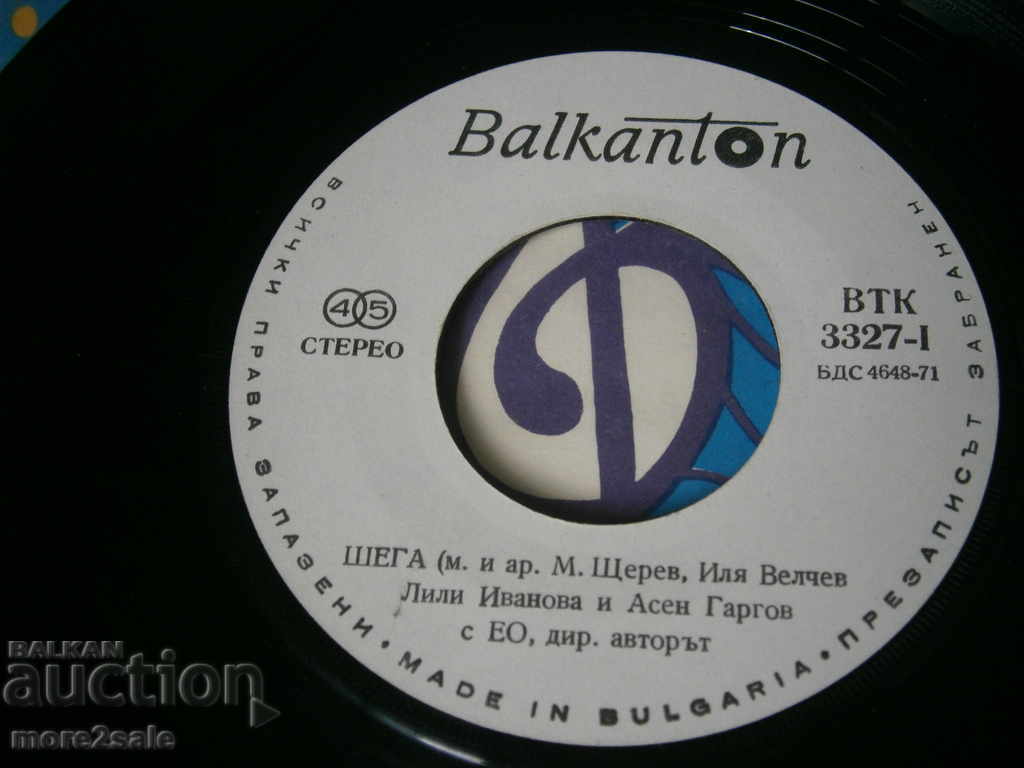 Balkanton
45
СТЕРЕО
ВТК
3327-I
БДС 4648-71
ШЕГА (м. и ар. М. Щерев, Иля Велчев
Лили Иванова и Асен Гаргов
с ЕО, дир. авторът
ВСИЧКИ ПРАВА ЗАПАЗЕНИ • MADE IN BULGARIA • ПРЕЗАПИСЪТ ЗАБРАНЕН
BALKAN
auction
more2sale